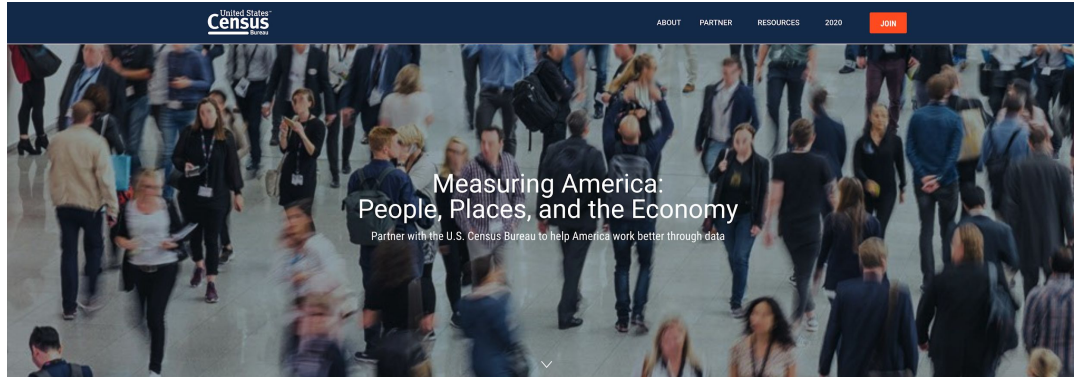 United States™
Census
Bureau
ABOUT
PARTNER
RESOURCES
2020
JOIN
Measuring America:
People, Places, and the Economy
Partner with the U.S. Census Bureau to help America work better through data